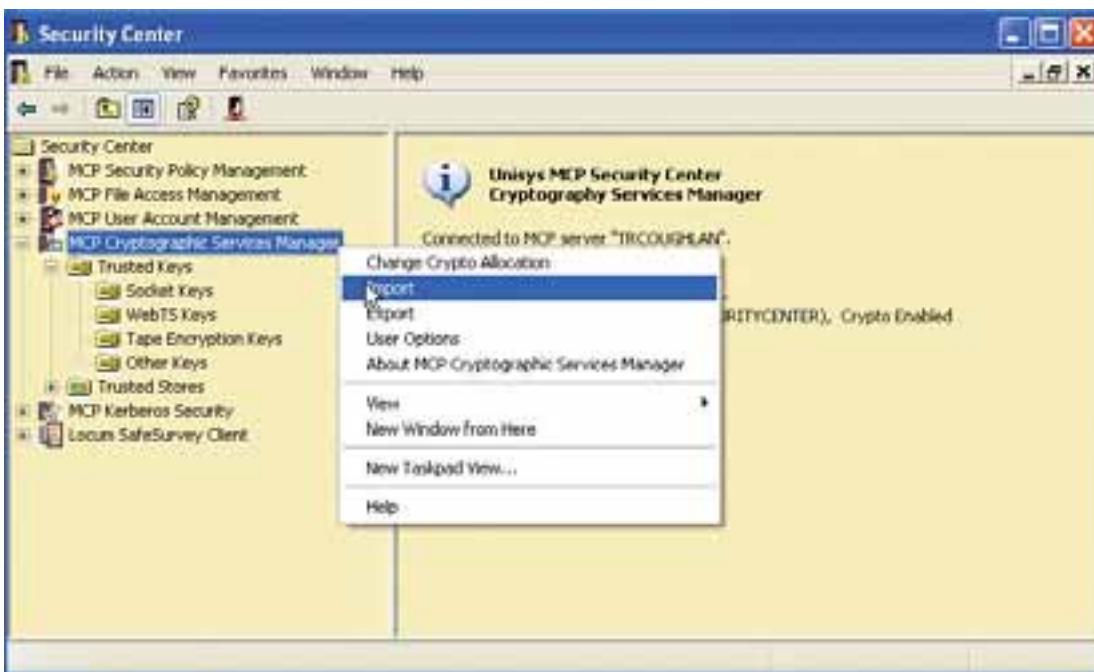 Security Center
File Action View Favorites Window Help
Security Center
MCP Security Policy Management
MCP File Access Management
MCP User Account Management
MCP Cryptographic Services Manager
Trusted Keys
Socket Keys
WebTS Keys
Tape Encryption Keys
Other Keys
Trusted Stores
MCP Kerberos Security
Locum SafeSurvey Client
Unisys MCP Security Center
Cryptography Services Manager
Connected to MCP server "TRCOUGHLAN".
RITYCENTER), Crypto Enabled
Change Crypto Allocation
Import
Export
User Options
About MCP Cryptographic Services Manager
View
New Window from Here
New Taskpad View...
Help